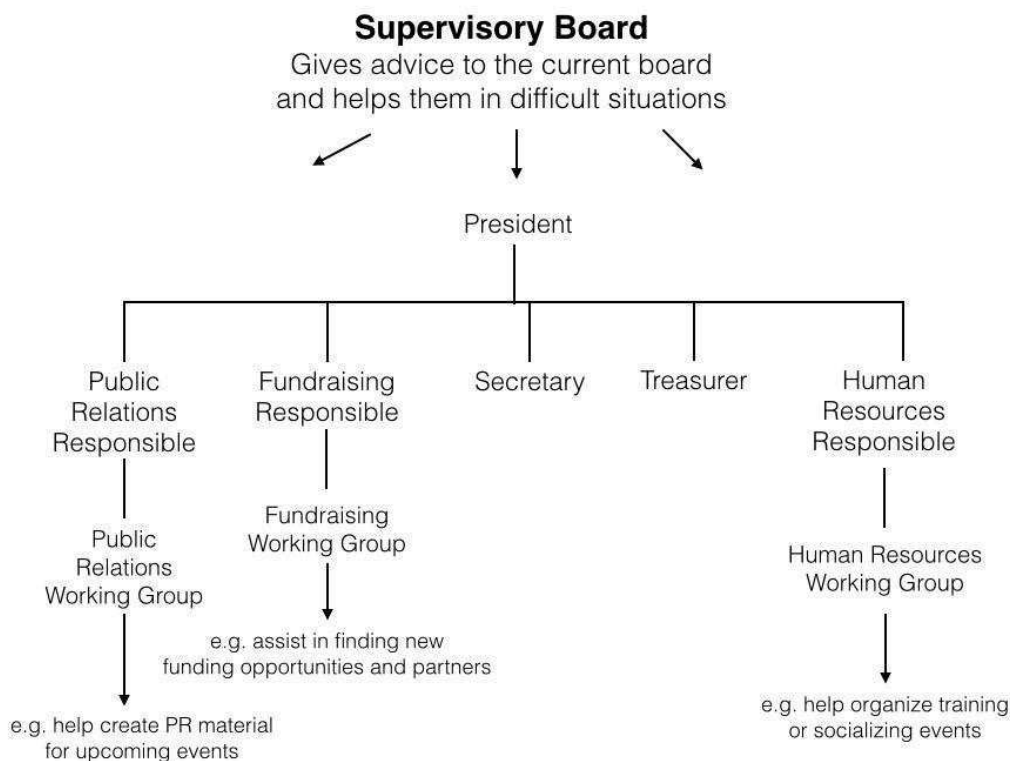 Supervisory Board
Gives advice to the current board
and helps them in difficult situations
President
Public
Relations
Responsible
Fundraising
Responsible
Secretary
Treasurer
Human
Resources
Responsible
Public
Relations
Working Group
Fundraising
Working Group
Human Resources
Working Group
e.g. help create PR material
for upcoming events
e.g. assist in finding new
funding opportunities and partners
e.g. help organize training
or socializing events